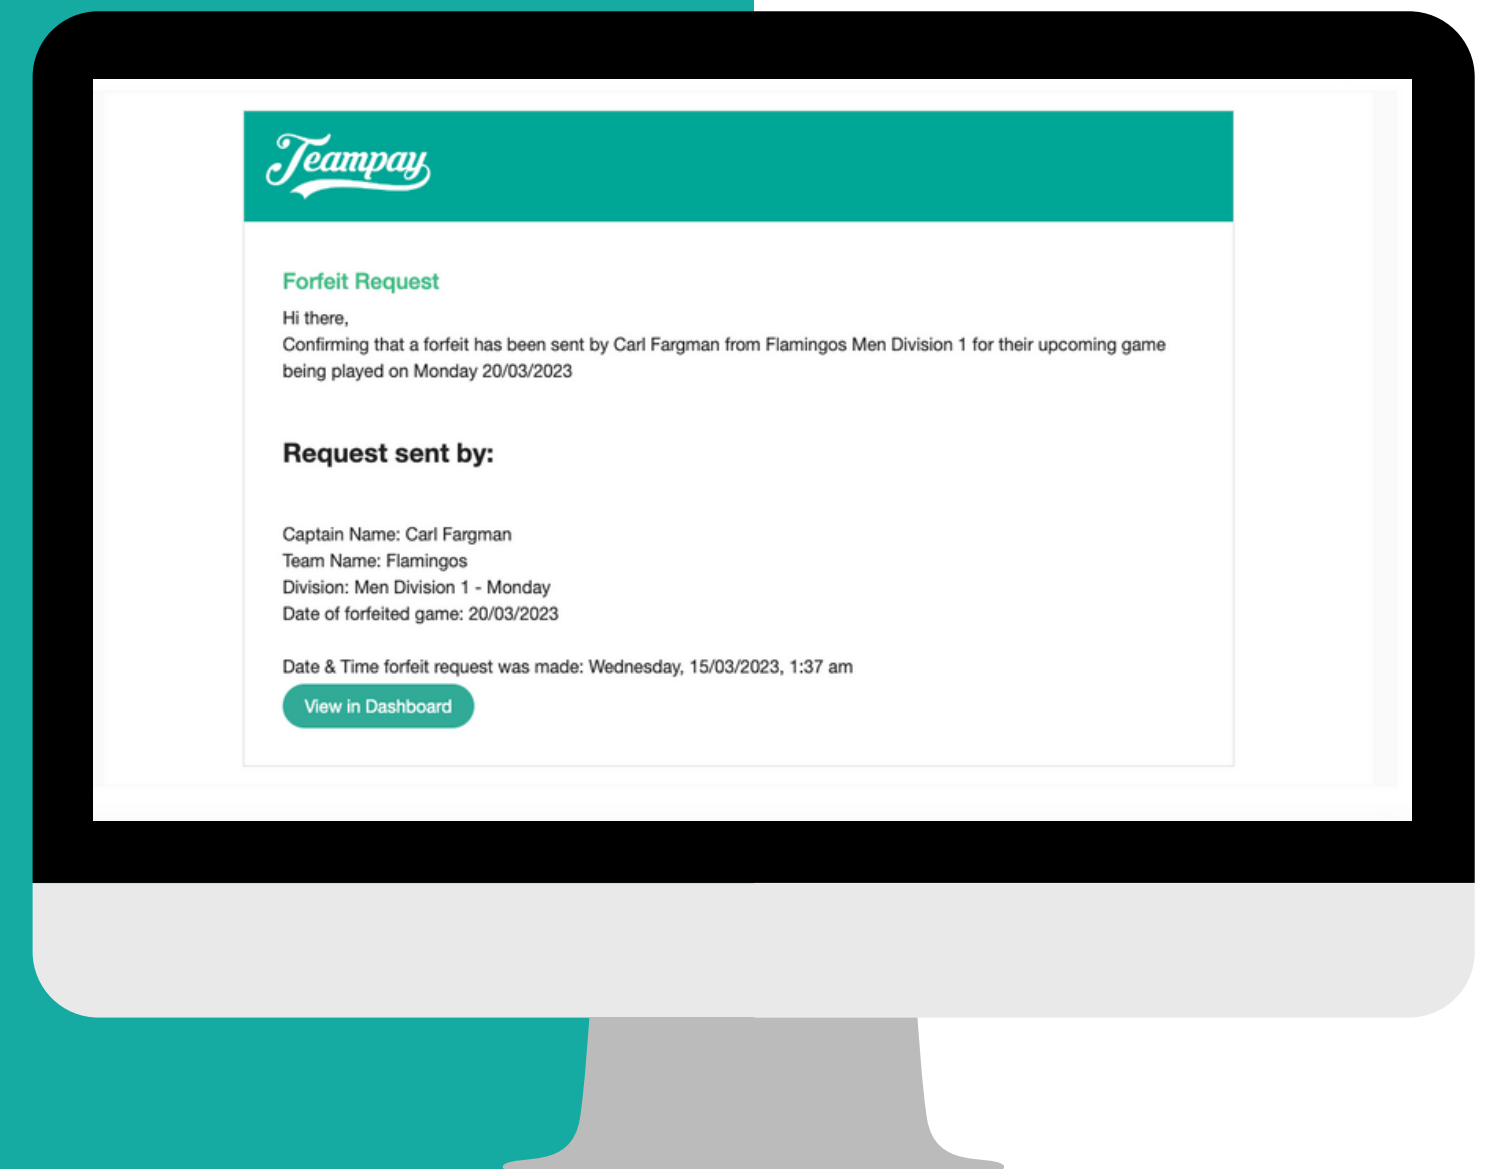 Teampay
Forfeit Request
Hi there,
Confirming that a forfeit has been sent by Carl Fargman from Flamingos Men Division 1 for their upcoming game
being played on Monday 20/03/2023
Request sent by:
Captain Name: Carl Fargman
Team Name: Flamingos
Division: Men Division 1 - Monday
Date of forfeited game: 20/03/2023
Date & Time forfeit request was made: Wednesday, 15/03/2023, 1:37 am
View in Dashboard